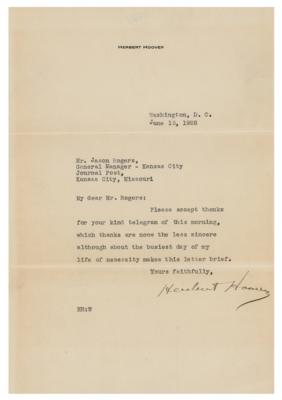 HERBERT HOOVER
Washington, D. C.
June 15, 1928
Mr. Jason Rogers,
General Manager - Kansas City
Journal Post,
Kansas City, Missouri
My dear Mr. Rogers:
Please accept thanks
for your kind telegram of this morning,
which thanks are none the less sincere
although about the busiest day of my
life of necessity makes this letter brief.
Yours faithfully,
Herbert Hoover
HH:W